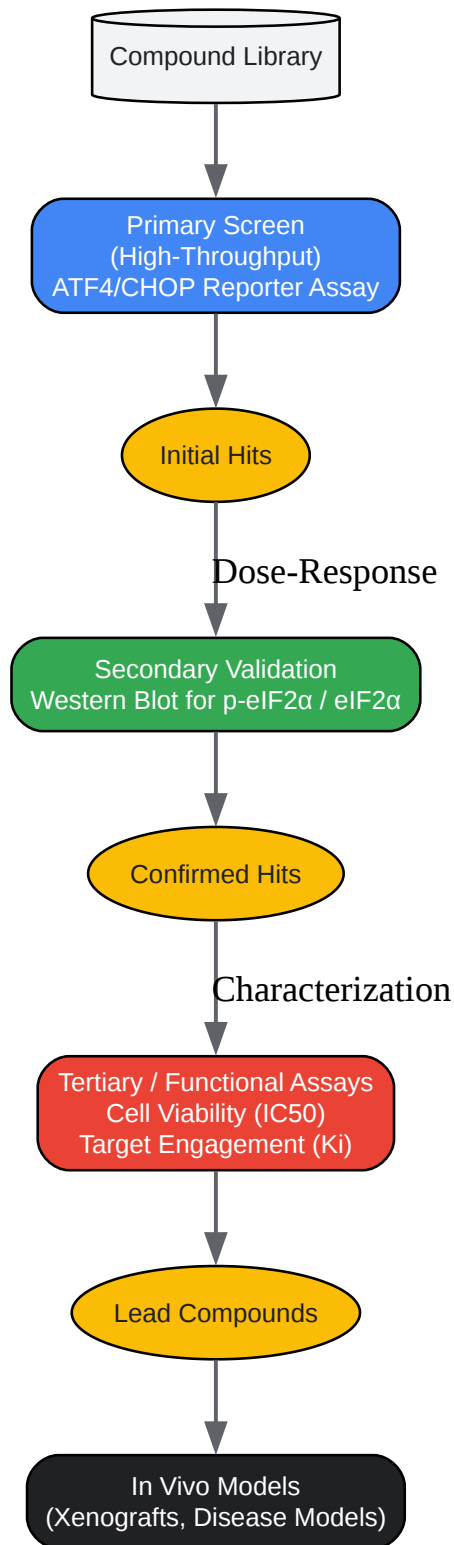 Compound Library
Primary Screen
(High-Throughput)
ATF4/CHOP Reporter Assay
Initial Hits
Dose-Response
Secondary Validation
Western Blot for p-eIF2α / eIF2α
Confirmed Hits
Characterization
Tertiary / Functional Assays
Cell Viability (IC50)
Target Engagement (Ki)
Lead Compounds
In Vivo Models
(Xenografts, Disease Models)